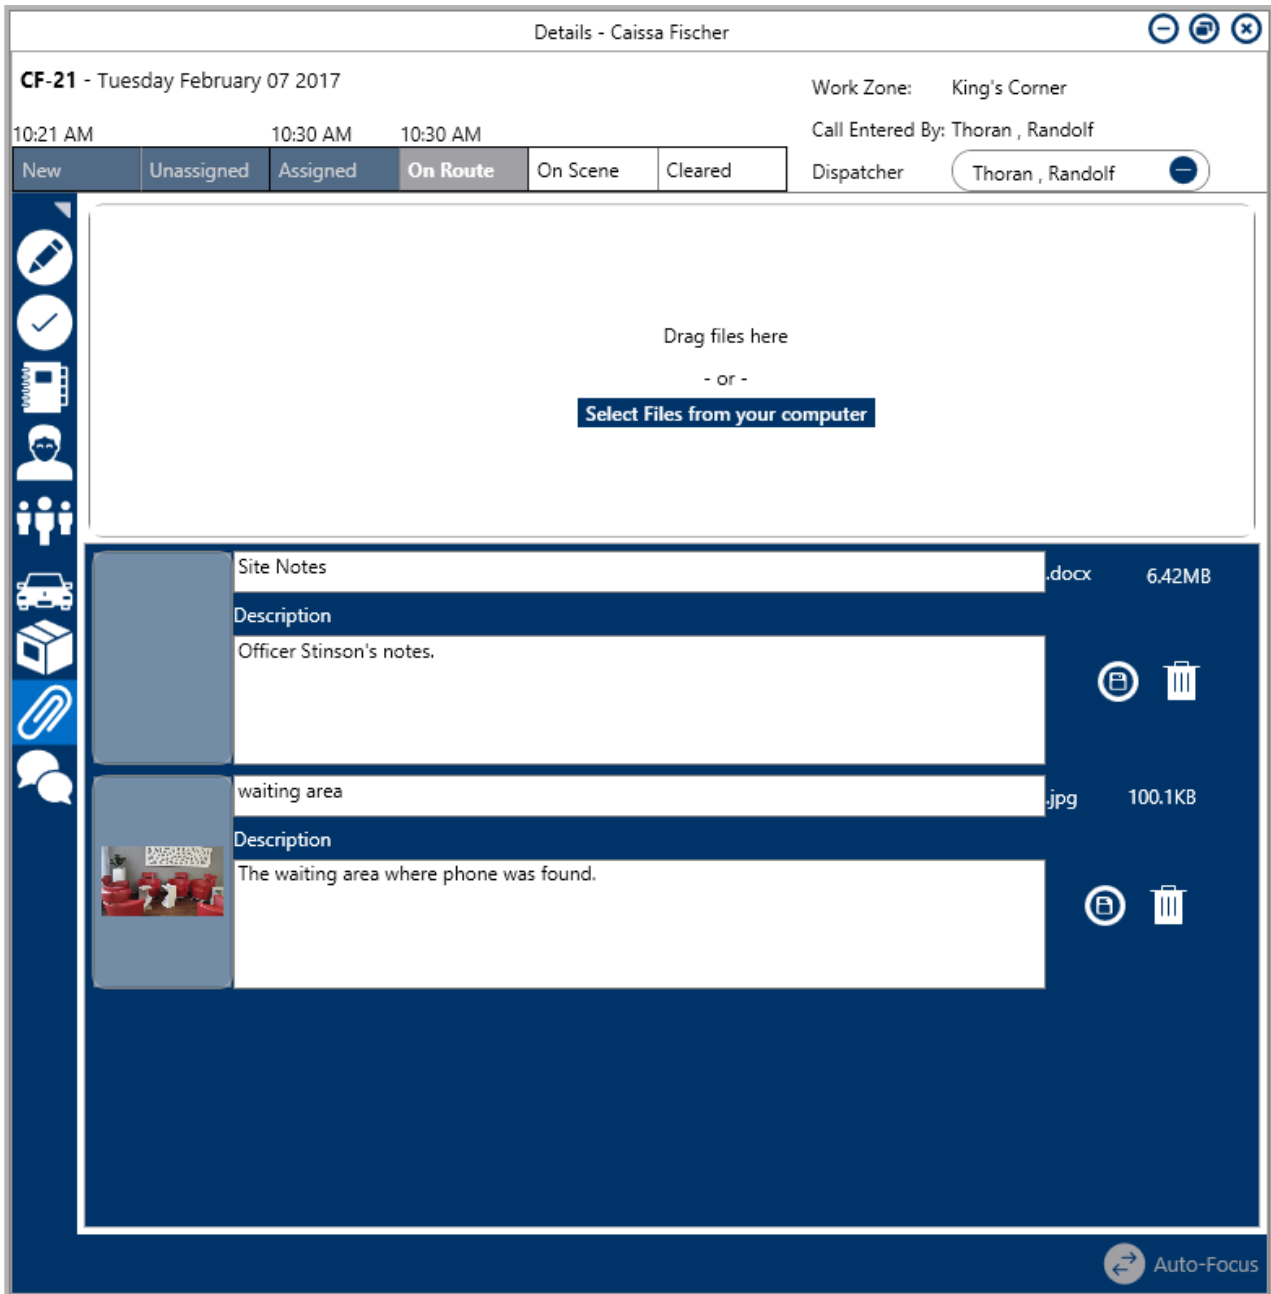 Details - Caissa Fischer
CF-21 - Tuesday February 07 2017
Work Zone: King's Corner
10:21 AM 10:30 AM 10:30 AM
Call Entered By: Thoran , Randolf
New Unassigned Assigned On Route On Scene Cleared
Dispatcher Thoran , Randolf
Drag files here
- or -
Select Files from your computer
Site Notes .docx 6.42MB
Description
Officer Stinson's notes.
waiting area .jpg 100.1KB
Description
The waiting area where phone was found.
Auto-Focus